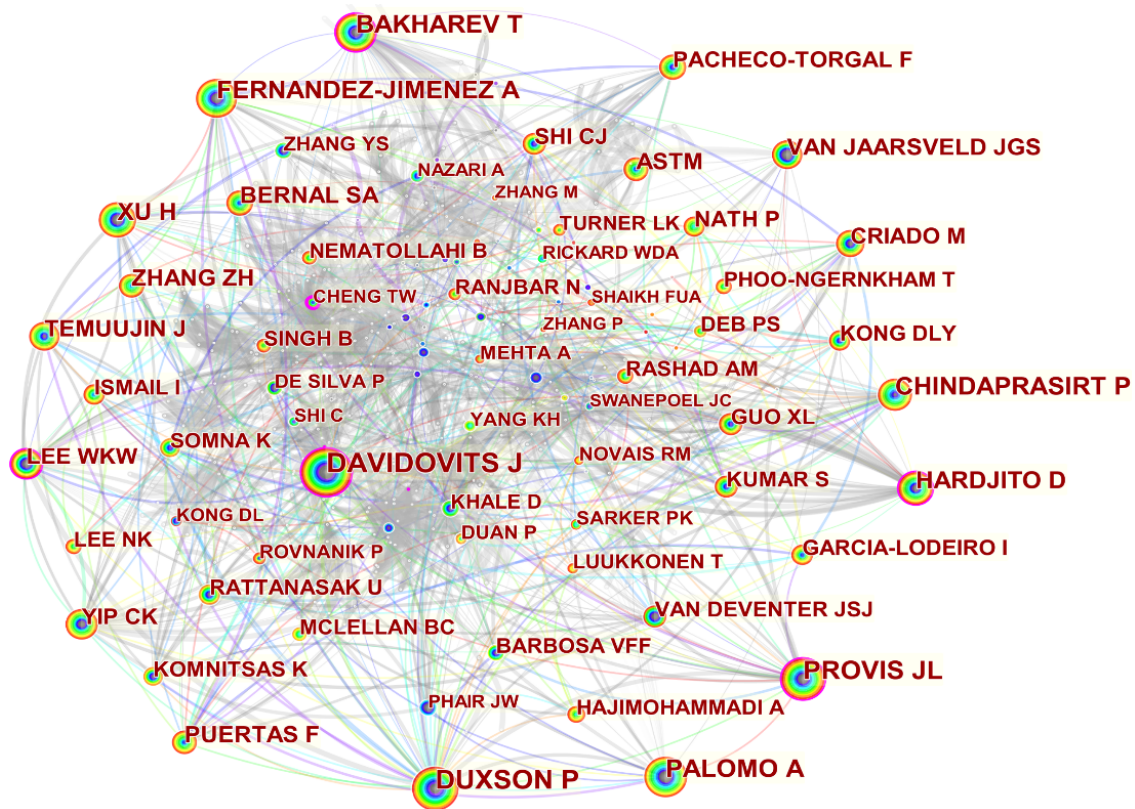 BAKHAREV T
PACHECO-TORGAL F
FERNANDEZ-JIMENEZ A
SHI CJ
ZHANG YS
VAN JAARSVELD JGS
ASTM
NAZARI A
ZHANG M
BERNAL SA
XU H
TURNER LK
NATH P
CRIADO M
NEMATOLLAHI B
RICKARD WDA
ZHANG ZH
PHOO-NGERNKHAM T
RANJBAR N
CHENG TW
SHAIKH FUA
ZHANG P
TEMUUJIN J
DEB PS
KONG DLY
SINGH B
MEHTA A
RASHAD AM
CHINDAPRASIRT P
ISMAIL I
DE SILVA P
SWANEPOEL JC
SHI C
YANG KH
GUO XL
SOMNA K
LEE WKW
DAVIDOVITS J
NOVAIS RM
KUMAR S
HARDJITO D
KHALE D
KONG DL
SARKER PK
DUAN P
LEE NK
ROVNANIK P
LUUKKONEN T
GARCIA-LODEIRO I
RATTANASAK U
YIP CK
VAN DEVENTER JSJ
MCLELLAN BC
BARBOSA VFF
KOMNITSAS K
PROVIS JL
PHAIR JW
HAJIMOHAMMADI A
PUERTAS F
DUXSON P
PALOMO A